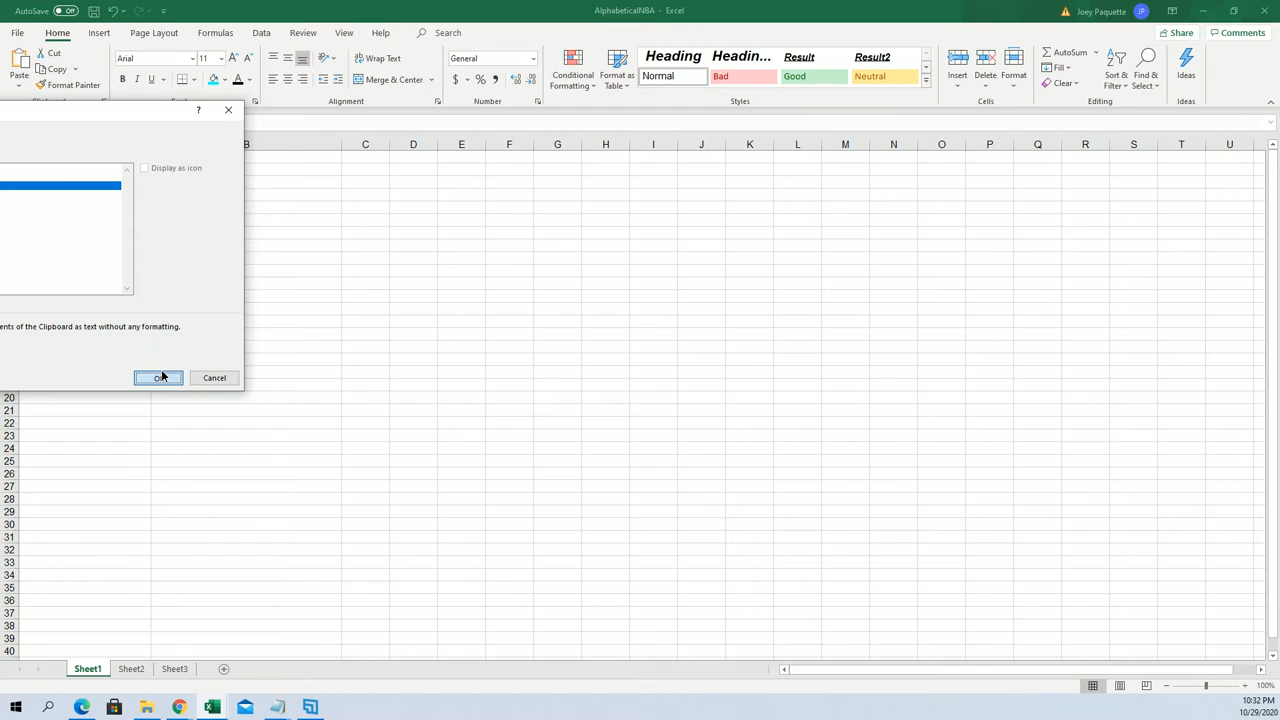 AutoSave Off
AlphabeticalNBA - Excel
Joey Paquette JP
File Home Insert Page Layout Formulas Data Review View Help Search
Share Comments
Paste
Cut
Copy
Format Painter
Arial 11
B I U
Wrap Text
Merge & Center
Alignment
General
$ % ,
Number
Conditional Formatting
Format as Table
Heading Headin... Result Result2
Normal Bad Good Neutral
Styles
Insert Delete Format
Cells
AutoSum
Fill
Clear
Sort & Filter
Find & Select
Editing
Ideas
Ideas
? ×
B C D E F G H I J K L M N O P Q R S T U
Display as icon
ents of the Clipboard as text without any formatting.
Cancel
20
21
22
23
24
25
26
27
28
29
30
31
32
33
34
35
36
37
38
39
40
Sheet1 Sheet2 Sheet3
100%
10:32 PM
10/29/2020